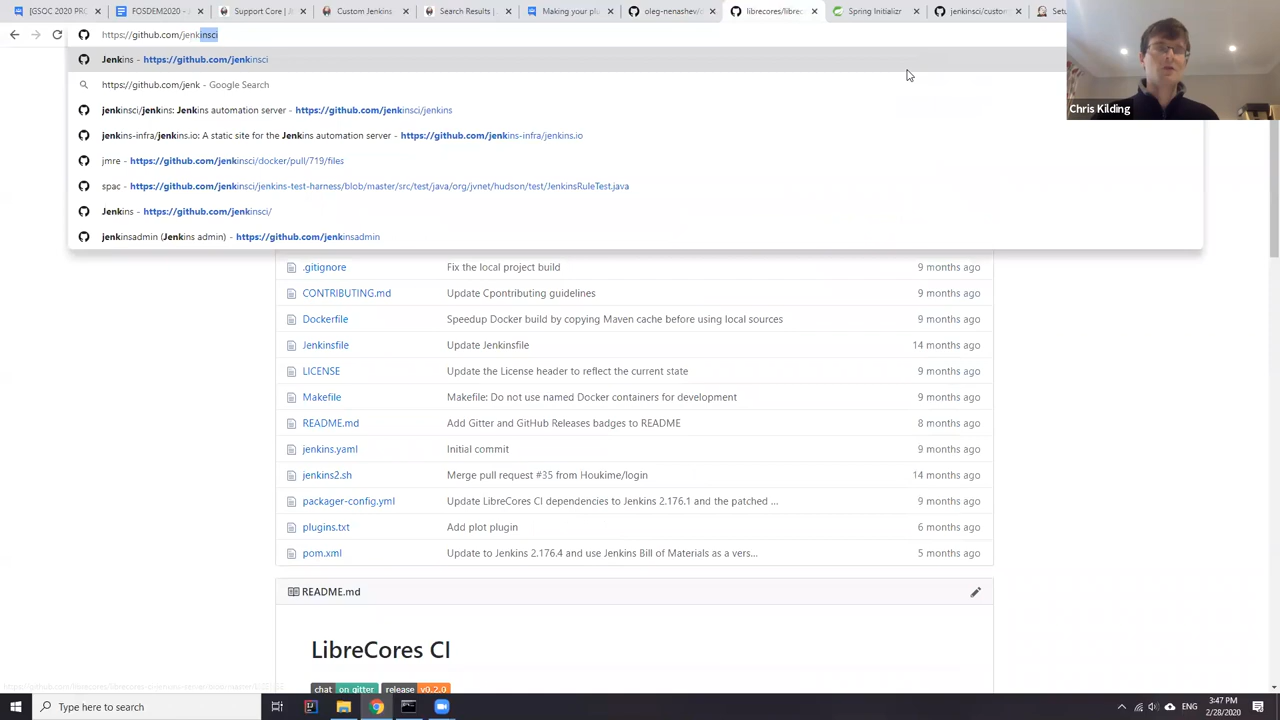 [GSOC 2020 PRO
FOSDEM2020 -
Support Core | J
Custom Jenkins
Search Results |
Making your plo
oleg-nenashev/
librecores/librec
Spring Initializr
jenkinsci/custom
Setu
https://github.com/jenkinsci
Jenkins - https://github.com/jenkinsci
https://github.com/jenk - Google Search
jenkinsci/jenkins: Jenkins automation server - https://github.com/jenkinsci/jenkins
jenkins-infra/jenkins.io: A static site for the Jenkins automation server - https://github.com/jenkins-infra/jenkins.io
jmre - https://github.com/jenkinsci/docker/pull/719/files
spac - https://github.com/jenkinsci/jenkins-test-harness/blob/master/src/test/java/org/jvnet/hudson/test/JenkinsRuleTest.java
Jenkins - https://github.com/jenkinsci/
jenkinsadmin (Jenkins admin) - https://github.com/jenkinsadmin
Chris Kilding
.gitignore Fix the local project build 9 months ago
CONTRIBUTING.md Update Cpontributing guidelines 9 months ago
Dockerfile Speedup Docker build by copying Maven cache before using local sources 9 months ago
Jenkinsfile Update Jenkinsfile 14 months ago
LICENSE Update the License header to reflect the current state 9 months ago
Makefile Makefile: Do not use named Docker containers for development 9 months ago
README.md Add Gitter and GitHub Releases badges to README 8 months ago
jenkins.yaml Initial commit 9 months ago
jenkins2.sh Merge pull request #35 from Houkime/login 14 months ago
packager-config.yml Update LibreCores CI dependencies to Jenkins 2.176.1 and the patched ... 9 months ago
plugins.txt Add plot plugin 6 months ago
pom.xml Update to Jenkins 2.176.4 and use Jenkins Bill of Materials as a vers... 5 months ago
README.md
LibreCores CI
chat on gitter release v0.2.0
Type here to search
ENG
3:47 PM
2/28/2020